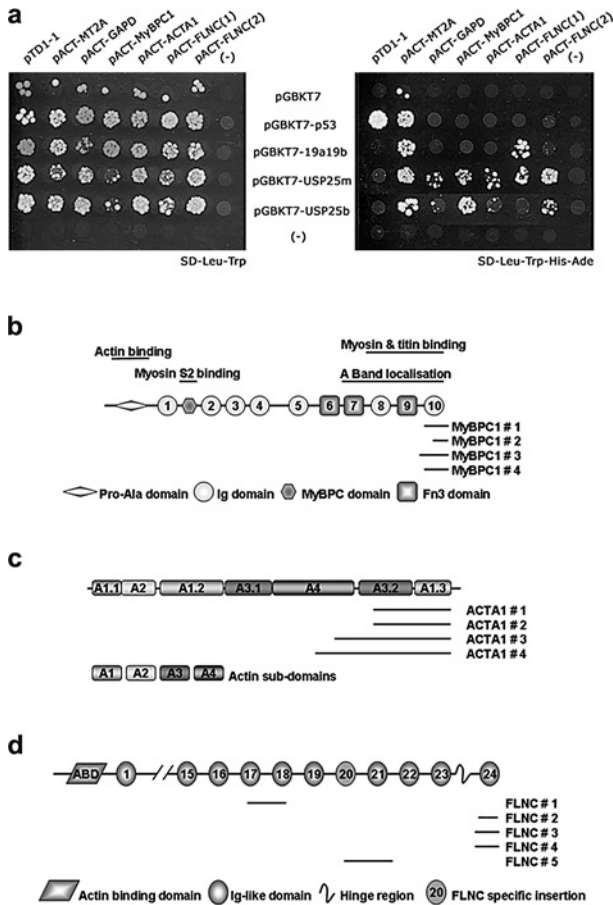 a
pTD1-1 pACT-MT2A pACT-GAPD pACT-MyBPC1 pACT-ACTA1 pACT-FLNC(1) pACT-FLNC(2) (-)
pTD1-1 pACT-MT2A pACT-GAPD pACT-MyBPC1 pACT-ACTA1 pACT-FLNC(1) pACT-FLNC(2) (-)
pGBKT7
pGBKT7-p53
pGBKT7-19a19b
pGBKT7-USP25m
pGBKT7-USP25b
(-)
SD-Leu-Trp
SD-Leu-Trp-His-Ade
b
Actin binding
Myosin & titin binding
Myosin S2 binding
A Band localisation
1 2 3 4 5 6 7 8 9 10
MyBPC1 # 1
MyBPC1 # 2
MyBPC1 # 3
MyBPC1 # 4
Pro-Ala domain Ig domain MyBPC domain Fn3 domain
c
A1.1 A2 A1.2 A3.1 A4 A3.2 A1.3
ACTA1 # 1
ACTA1 # 2
ACTA1 # 3
ACTA1 # 4
A1 A2 A3 A4 Actin sub-domains
d
ABD 1 15 16 17 18 19 20 21 22 23 24
FLNC # 1
FLNC # 2
FLNC # 3
FLNC # 4
FLNC # 5
Actin binding domain Ig-like domain Hinge region 20 FLNC specific insertion